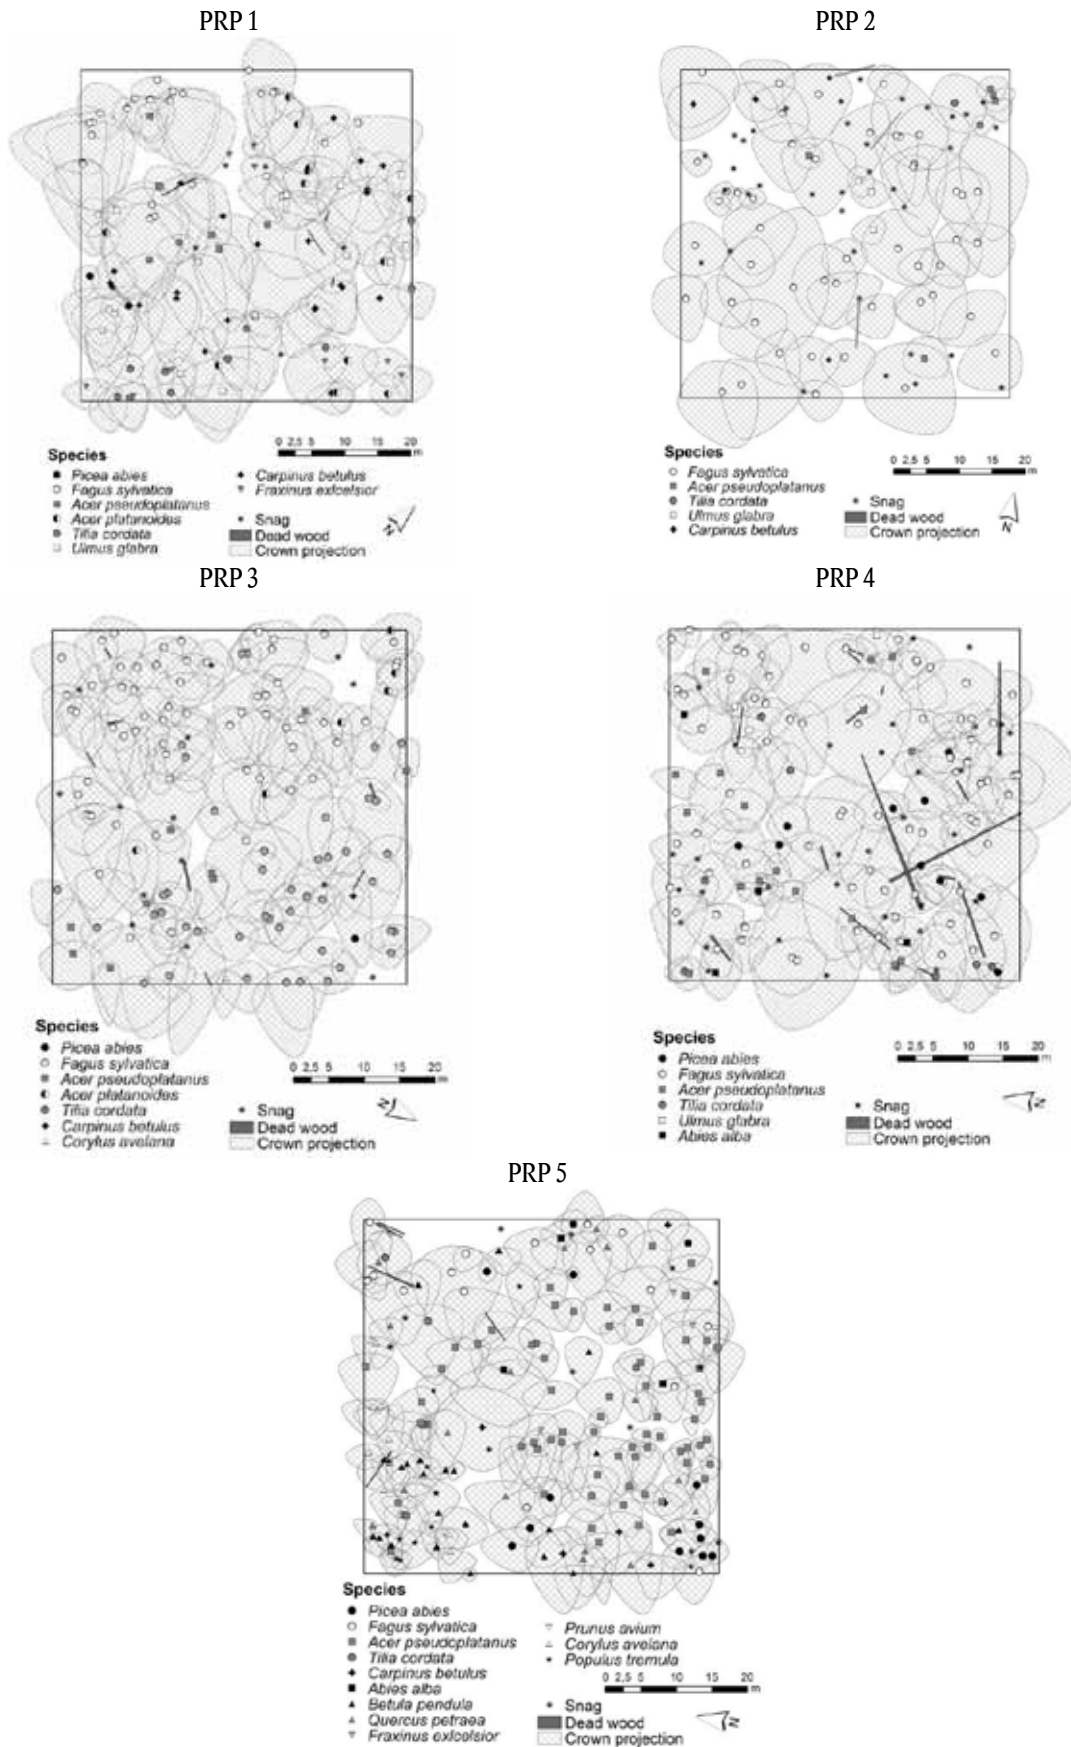 PRP 1
Species
Picea abies
Fagus sylvatica
Acer pseudoplatanus
Acer platanoides
Tilia cordata
Ulmus glabra
Carpinus betulus
Fraxinus exlcelsior
Snag
Dead wood
Crown projection
0 2,5 5 10 15 20
m
N
PRP 2
Species
Fagus sylvatica
Acer pseudoplatanus
Tilia cordata
Ulmus glabra
Carpinus betulus
Snag
Dead wood
Crown projection
0 2,5 5 10 15 20
m
N
PRP 3
Species
Picea abies
Fagus sylvatica
Acer pseudoplatanus
Acer platanoides
Tilia cordata
Carpinus betulus
Corylus avelana
Snag
Dead wood
Crown projection
0 2,5 5 10 15 20
m
N
PRP 4
Species
Picea abies
Fagus sylvatica
Acer pseudoplatanus
Tilia cordata
Ulmus glabra
Abies alba
Snag
Dead wood
Crown projection
0 2,5 5 10 15 20
m
N
PRP 5
Species
Picea abies
Fagus sylvatica
Acer pseudoplatanus
Tilia cordata
Carpinus betulus
Abies alba
Betula pendula
Quercus petraea
Fraxinus exlcelsior
Prunus avium
Corylus avelana
Populus tremula
Snag
Dead wood
Crown projection
0 2,5 5 10 15 20
m
N